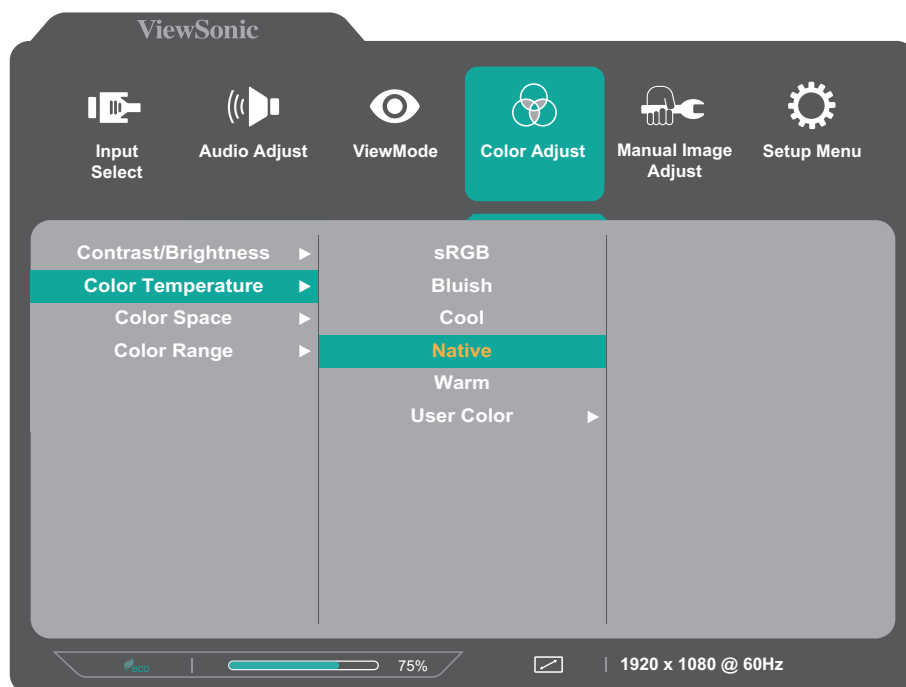 ViewSonic
Input
Select
Audio Adjust
ViewMode
Color Adjust
Manual Image
Adjust
Setup Menu
Contrast/Brightness
Color Temperature
Color Space
Color Range
sRGB
Bluish
Cool
Native
Warm
User Color
eco
75%
1920 x 1080 @ 60Hz